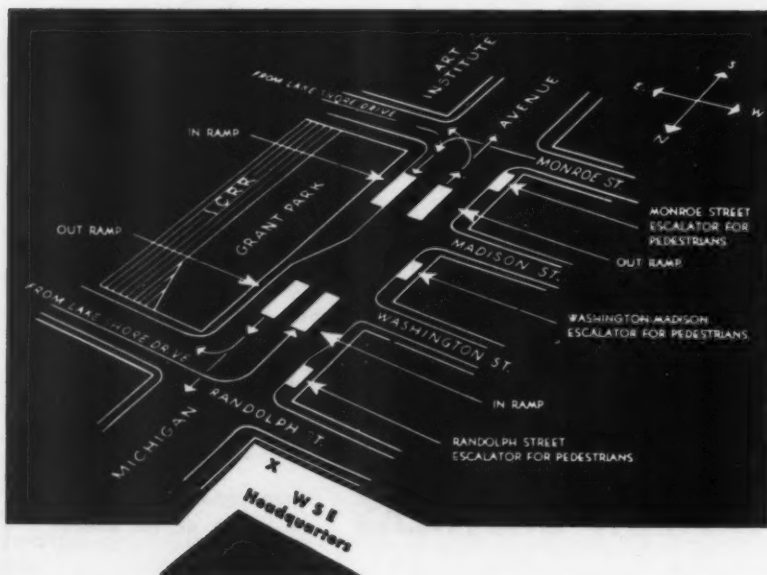 ART
INSTITUTE
FROM LAKE SHORE DRIVE
AVENUE
S
E
W
N
IN RAMP
MONROE ST.
I.C.R.R.
GRANT PARK
MONROE STREET
ESCALATOR FOR
PEDESTRIANS
OUT RAMP
MADISON ST.
OUT RAMP
WASHINGTON-MADISON
ESCALATOR FOR PEDESTRIANS
FROM LAKE SHORE DRIVE
WASHINGTON ST.
IN RAMP
RANDOLPH ST.
MICHIGAN
RANDOLPH STREET
ESCALATOR FOR PEDESTRIANS
X
WSE
Headquarters